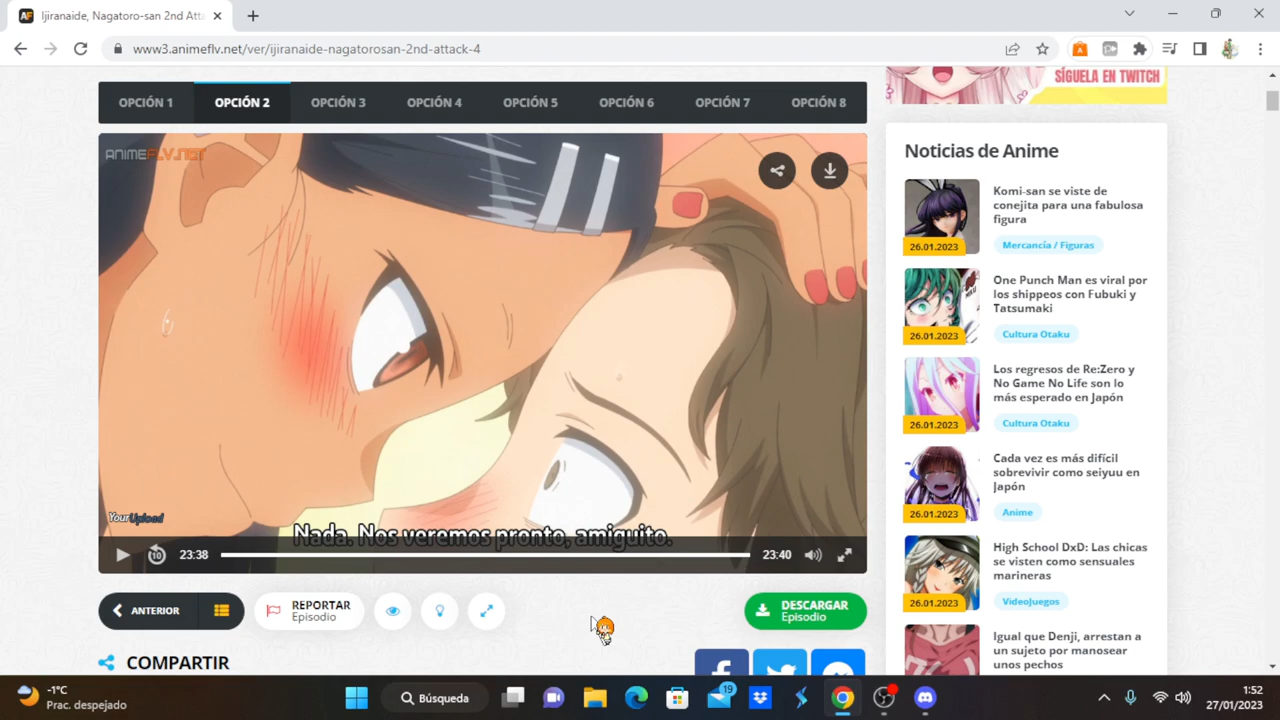 Ijiranaide, Nagatoro-san 2nd Atta
www3.animeflv.net/ver/ijiranaide-nagatorosan-2nd-attack-4
SÍGUELA EN TWITCH
OPCIÓN 1
OPCIÓN 2
OPCIÓN 3
OPCIÓN 4
OPCIÓN 5
OPCIÓN 6
OPCIÓN 7
OPCIÓN 8
ANIMEFLV.NET
YourUpload
Nada. Nos veremos pronto, amiguito.
10
23:38
23:40
ANTERIOR
REPORTAR
Episodio
DESCARGAR
Episodio
COMPARTIR
Noticias de Anime
Komi-san se viste de
conejita para una fabulosa
figura
26.01.2023
Mercancía / Figuras
One Punch Man es viral por
los shippeos con Fubuki y
Tatsumaki
26.01.2023
Cultura Otaku
Los regresos de Re:Zero y
No Game No Life son lo
más esperado en Japón
26.01.2023
Cultura Otaku
Cada vez es más difícil
sobrevivir como seiyuu en
Japón
26.01.2023
Anime
High School DxD: Las chicas
se visten como sensuales
marineras
26.01.2023
VideoJuegos
Igual que Denji, arrestan a
un sujeto por manosear
unos pechos
-1°C
Prac. despejado
Búsqueda
19
1:52
27/01/2023